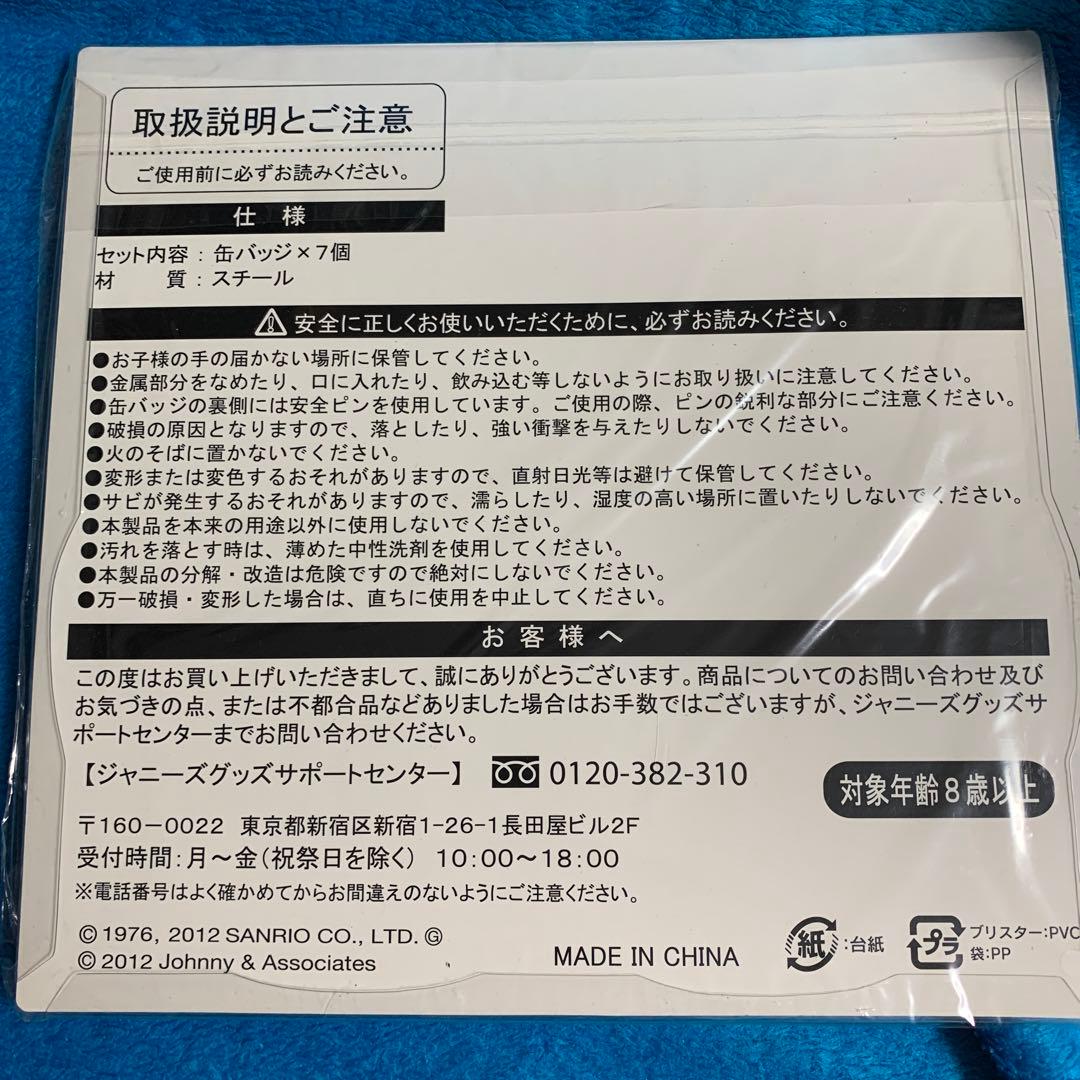 取扱説明とご注意
ご使用前に必ずお読みください。
仕 様
セット内容：缶バッジ×7個
材 質：スチール
安全に正しくお使いいただくために、必ずお読みください。
●お子様の手の届かない場所に保管してください。
●金属部分をなめたり、口に入れたり、飲み込む等しないようにお取り扱いに注意してください。
●缶バッジの裏側には安全ピンを使用しています。ご使用の際、ピンの鋭利な部分にご注意ください。
●破損の原因となりますので、落としたり、強い衝撃を与えたりしないでください。
●火のそばに置かないでください。
●変形または変色するおそれがありますので、直射日光等は避けて保管してください。
●サビが発生するおそれがありますので、濡らしたり、湿度の高い場所に置いたりしないでください。
●本製品を本来の用途以外に使用しないでください。
●汚れを落とす時は、薄めた中性洗剤を使用してください。
●本製品の分解・改造は危険ですので絶対にしないでください。
●万一破損・変形した場合は、直ちに使用を中止してください。
お客様へ
この度はお買い上げいただきまして、誠にありがとうございます。商品についてのお問い合わせ及び
お気づきの点、または不都合品などありました場合はお手数ではございますが、ジャニーズグッズサ
ポートセンターまでお問い合わせください。
【ジャニーズグッズサポートセンター】 0120-382-310
対象年齢8歳以上
〒160-0022 東京都新宿区新宿1-26-1長田屋ビル2F
受付時間：月～金（祝祭日を除く） 10:00～18:00
※電話番号はよく確かめてからお間違えのないようにご注意ください。
© 1976, 2012 SANRIO CO., LTD. Ⓖ
© 2012 Johnny & Associates
MADE IN CHINA
紙：台紙
プラ
ブリスター：PVC
袋：PP